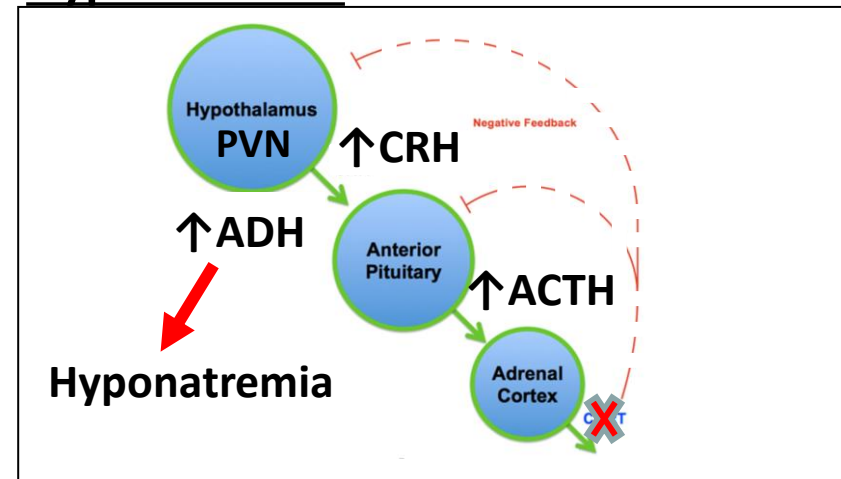 Hypothalamus
PVN
↑CRH
Negative Feedback
↑ADH
Anterior
Pituitary
↑ACTH
Hyponatremia
Adrenal
Cortex